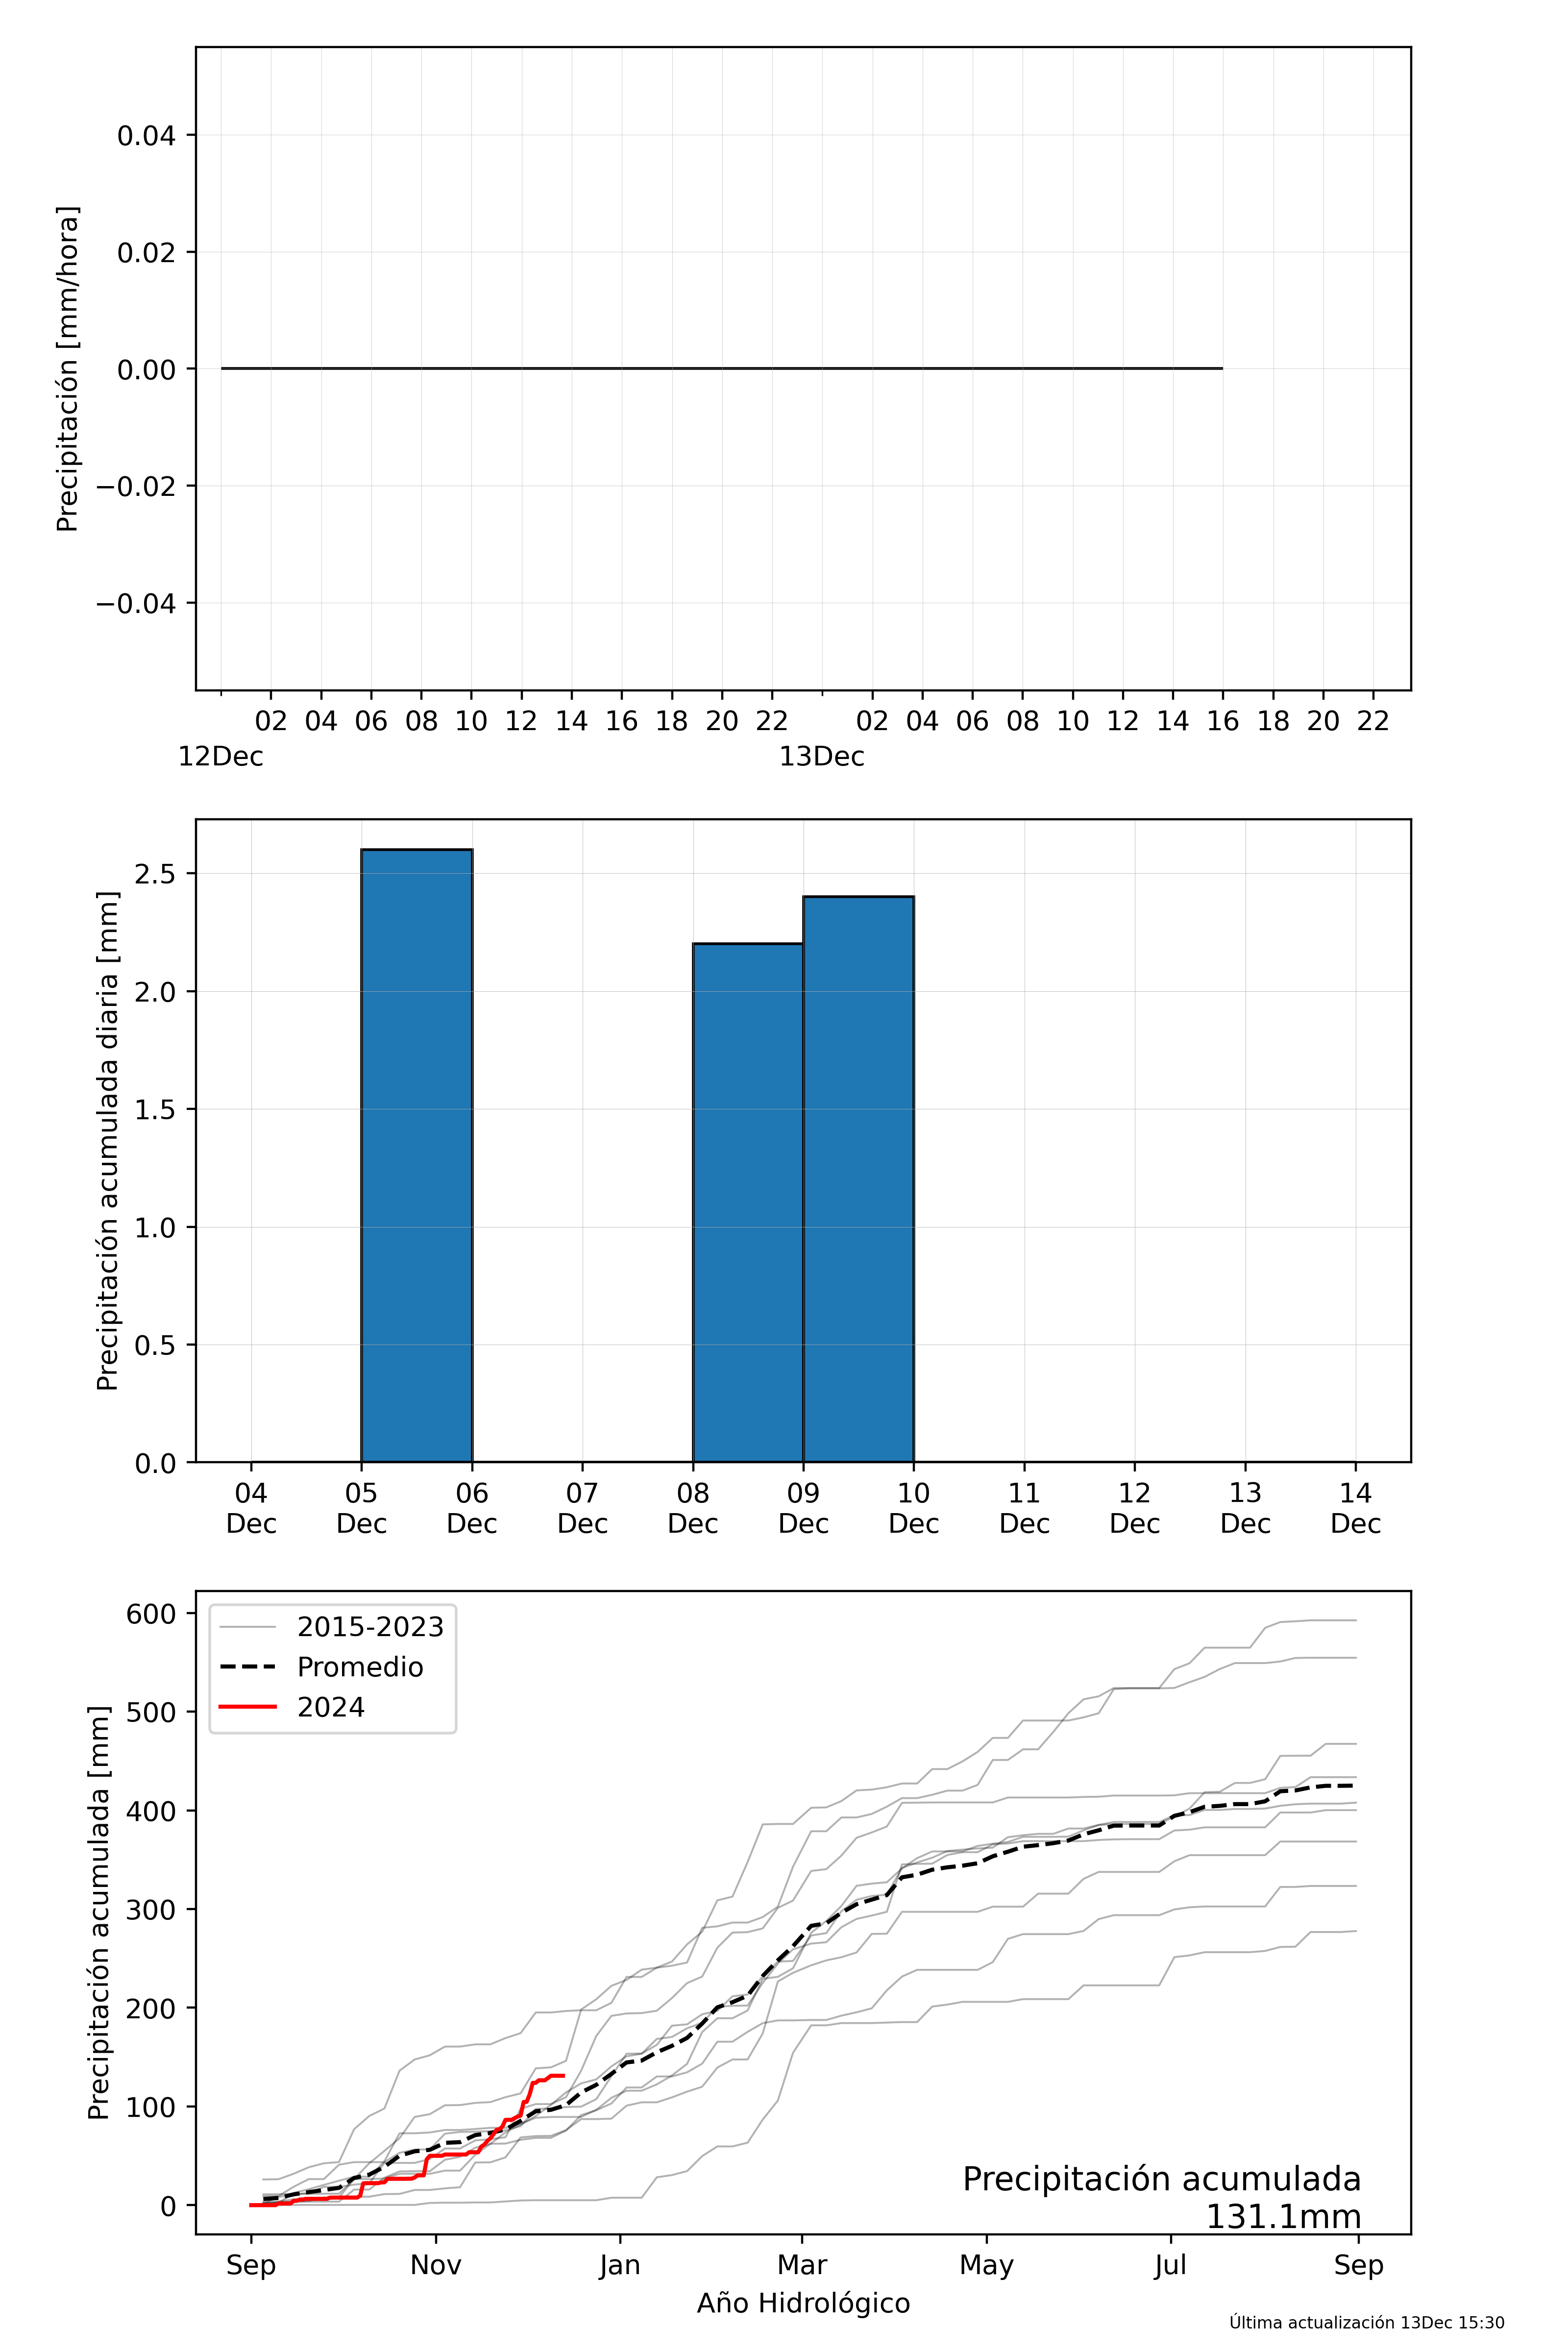 Precipitación [mm/hora]
0.04
0.02
0.00
−0.02
−0.04
02 04 06 08 10 12 14 16 18 20 22 02 04 06 08 10 12 14 16 18 20 22
12Dec 13Dec
Precipitación acumulada diaria [mm]
2.5
2.0
1.5
1.0
0.5
0.0
04 05 06 07 08 09 10 11 12 13 14
Dec Dec Dec Dec Dec Dec Dec Dec Dec Dec Dec
Precipitación acumulada [mm]
600
500
400
300
200
100
0
2015-2023
Promedio
2024
Precipitación acumulada
131.1mm
Sep Nov Jan Mar May Jul Sep
Año Hidrológico
Última actualización 13Dec 15:30